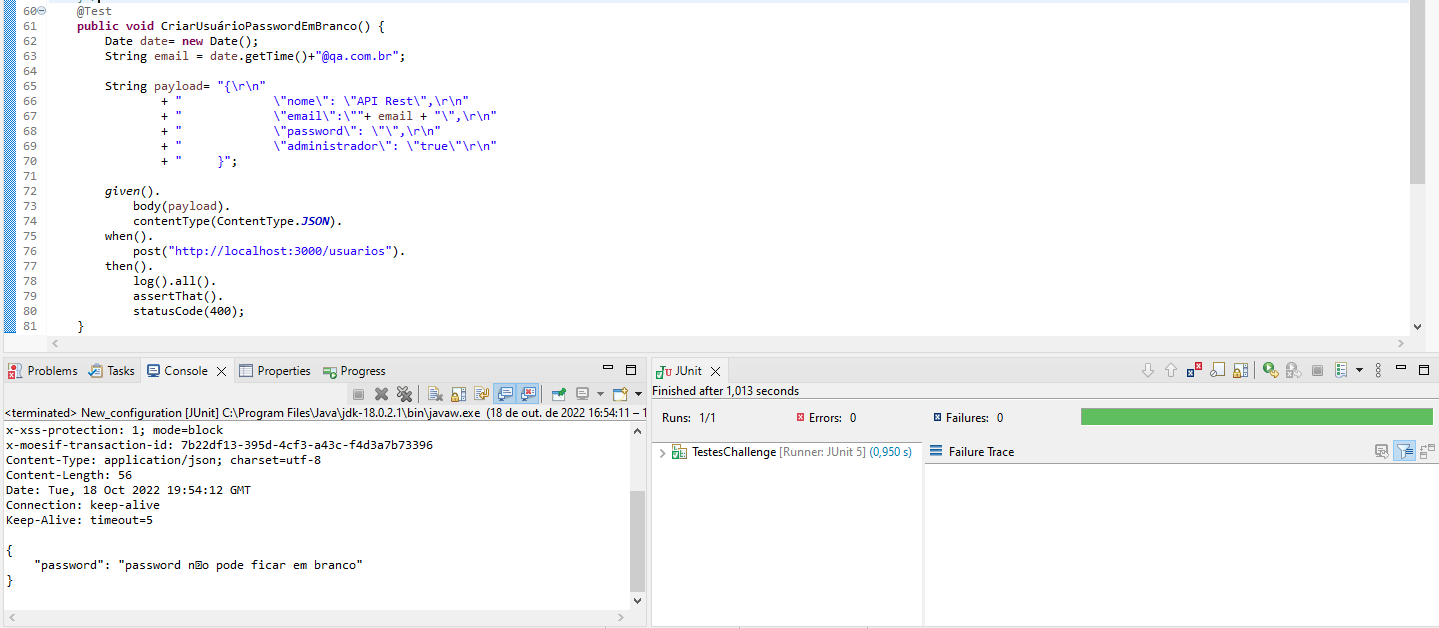 60 @Test
61 public void CriarUsuárioPasswordEmBranco() {
62 Date date= new Date();
63 String email = date.getTime()+"@qa.com.br";
64
65 String payload= "{\r\n"
66 + " \"nome\": \"API Rest\",\r\n"
67 + " \"email\":\""+ email + "\",\r\n"
68 + " \"password\": \"\",\r\n"
69 + " \"administrador\": \"true\"\r\n"
70 + " }";
71
72 given().
73 body(payload).
74 contentType(ContentType.JSON).
75 when().
76 post("http://localhost:3000/usuarios").
77 then().
78 log().all().
79 assertThat().
80 statusCode(400);
81 }
Problems Tasks Console Properties Progress
<terminated> New_configuration [JUnit] C:\Program Files\Java\jdk-18.0.2.1\bin\javaw.exe (18 de out. de 2022 16:54:11 – 1
x-xss-protection: 1; mode=block
x-moesif-transaction-id: 7b22df13-395d-4cf3-a43c-f4d3a7b73396
Content-Type: application/json; charset=utf-8
Content-Length: 56
Date: Tue, 18 Oct 2022 19:54:12 GMT
Connection: keep-alive
Keep-Alive: timeout=5
{
"password": "password n�o pode ficar em branco"
}
JUnit
Finished after 1,013 seconds
Runs: 1/1 Errors: 0 Failures: 0
TestesChallenge [Runner: JUnit 5] (0,950 s)
Failure Trace